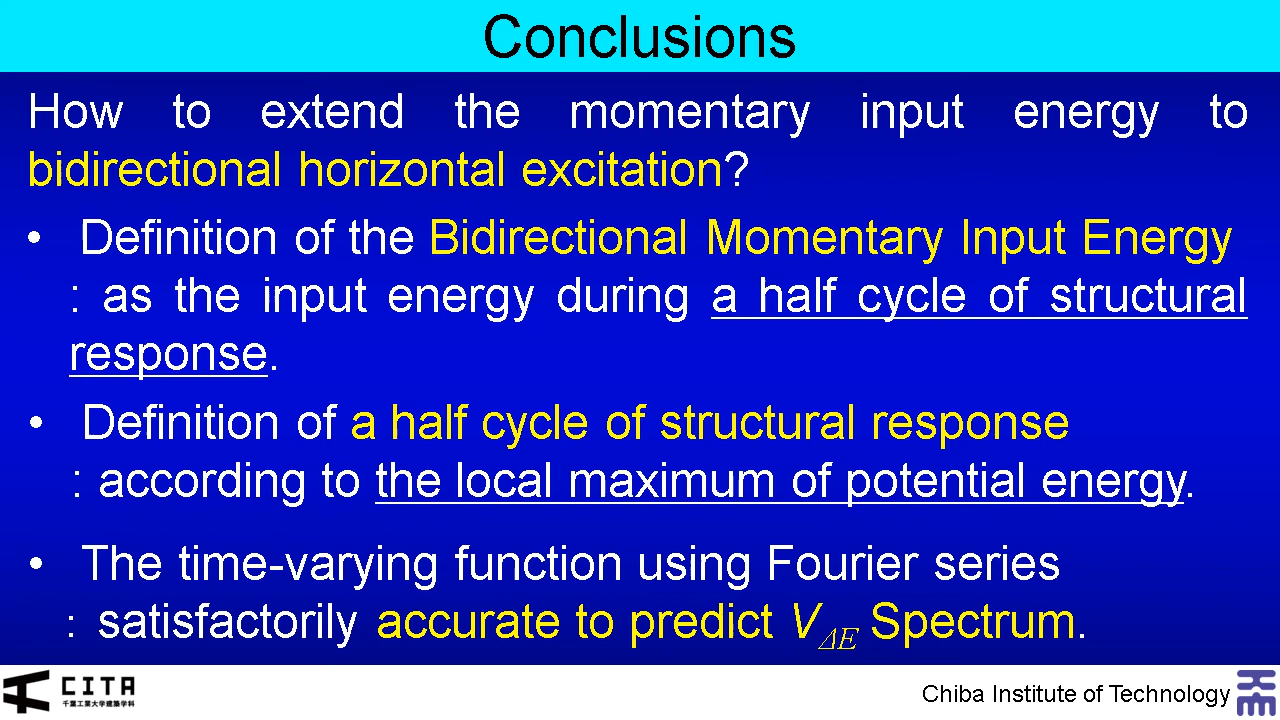 Conclusions
How to extend the momentary input energy to
bidirectional horizontal excitation?
• Definition of the Bidirectional Momentary Input Energy
: as the input energy during a half cycle of structural
response.
• Definition of a half cycle of structural response
: according to the local maximum of potential energy.
• The time-varying function using Fourier series
: satisfactorily accurate to predict VΔE Spectrum.
CITA
千葉工業大学建築学科
Chiba Institute of Technology